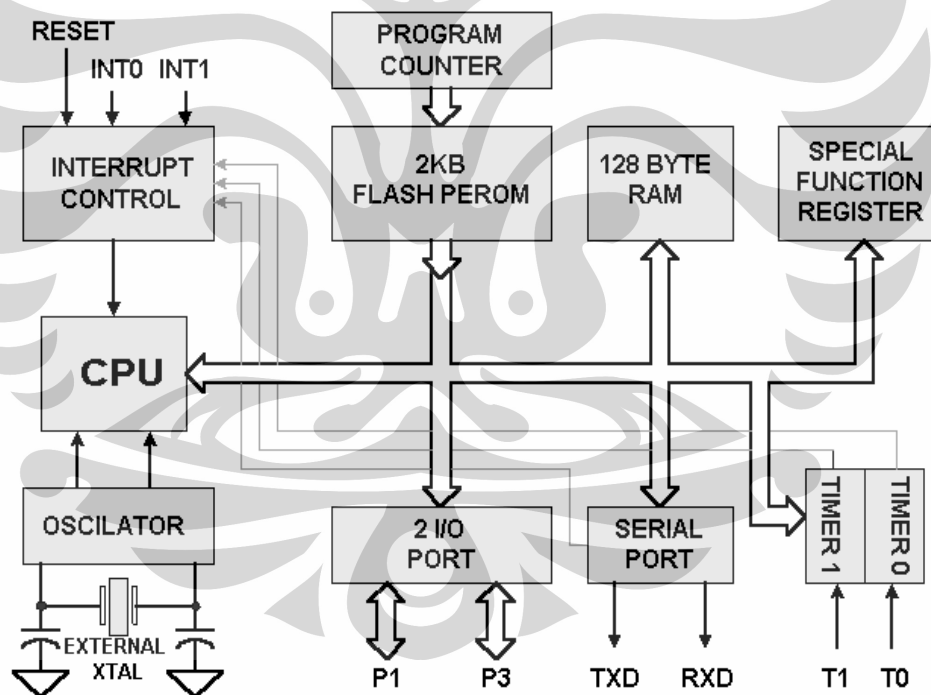 RESET
INT0 INT1
PROGRAM
COUNTER
INTERRUPT
CONTROL
2KB
FLASH PEROM
128 BYTE
RAM
SPECIAL
FUNCTION
REGISTER
CPU
OSCILATOR
2 I/O
PORT
SERIAL
PORT
TIMER 1
TIMER 0
EXTERNAL
XTAL
P1
P3
TXD
RXD
T1
T0